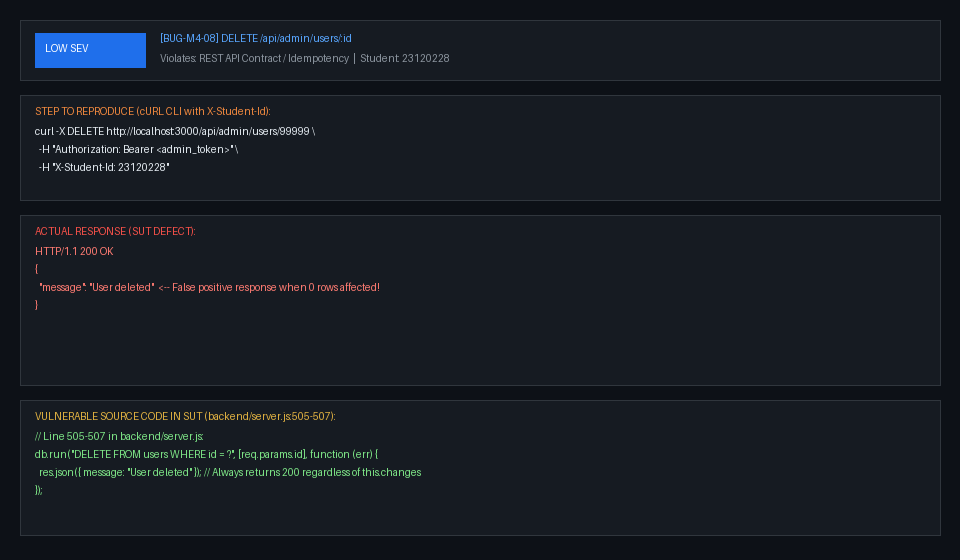 LOW SEV
[BUG-M4-08] DELETE /api/admin/users/:id
Violates: REST API Contract / Idempotency | Student: 23120228
STEP TO REPRODUCE (cURL CLI with X-Student-Id):
curl -X DELETE http://localhost:3000/api/admin/users/99999 \
-H "Authorization: Bearer <admin_token>" \
-H "X-Student-Id: 23120228"
ACTUAL RESPONSE (SUT DEFECT):
HTTP/1.1 200 OK
{
"message": "User deleted" <-- False positive response when 0 rows affected!
}
VULNERABLE SOURCE CODE IN SUT (backend/server.js:505-507):
// Line 505-507 in backend/server.js:
db.run("DELETE FROM users WHERE id = ?", [req.params.id], function (err) {
res.json({ message: "User deleted" }); // Always returns 200 regardless of this.changes
});